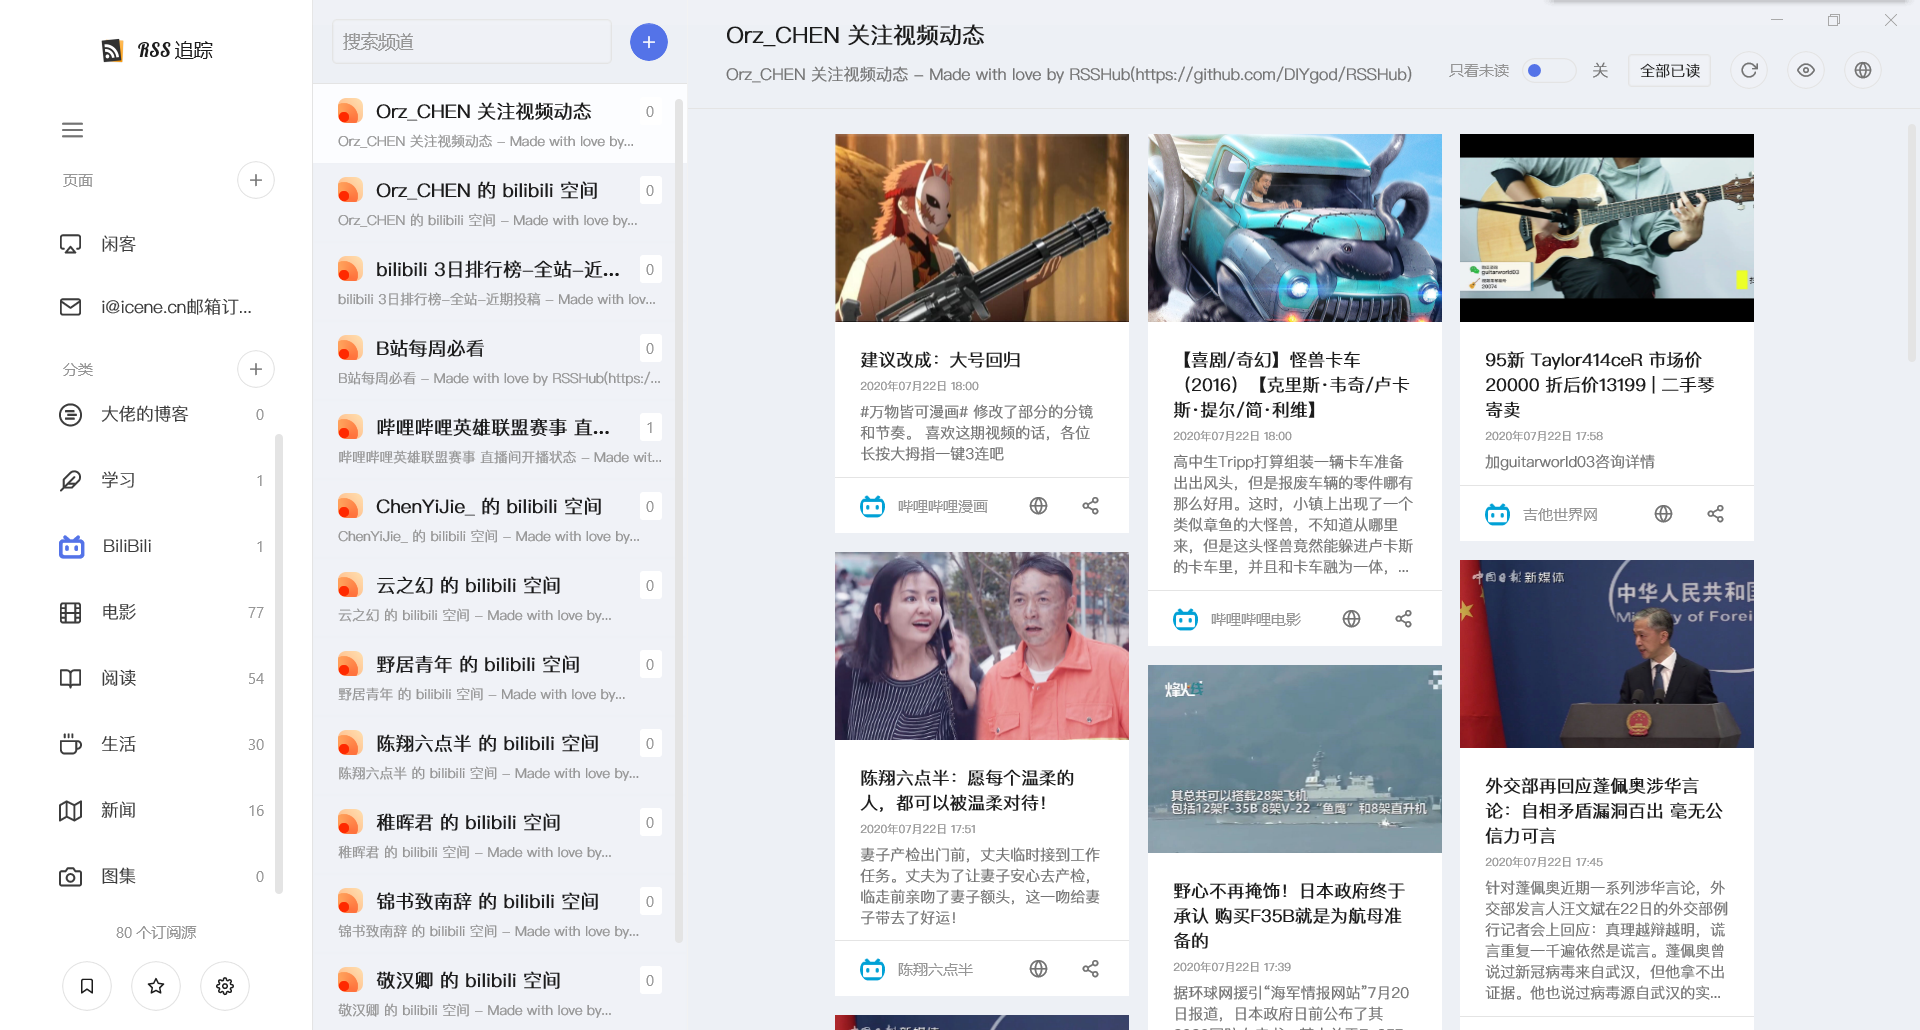 RSS 追踪
页面
闲客
i@icene.cn邮箱订...
分类
大佬的博客 0
学习 1
BiliBili 1
电影 77
阅读 54
生活 30
新闻 16
图集 0
80 个订阅源
搜索频道
Orz_CHEN 关注视频动态 0
Orz_CHEN 关注视频动态 – Made with love by...
Orz_CHEN 的 bilibili 空间 0
Orz_CHEN 的 bilibili 空间 – Made with love by...
bilibili 3日排行榜–全站–近... 0
bilibili 3日排行榜–全站–近期投稿 – Made with lov...
B站每周必看 0
B站每周必看 – Made with love by RSSHub(https:/...
哔哩哔哩英雄联盟赛事 直... 1
哔哩哔哩英雄联盟赛事 直播间开播状态 – Made wit...
ChenYiJie_ 的 bilibili 空间 0
ChenYiJie_ 的 bilibili 空间 – Made with love by...
云之幻 的 bilibili 空间 0
云之幻 的 bilibili 空间 – Made with love by...
野居青年 的 bilibili 空间 0
野居青年 的 bilibili 空间 – Made with love by...
陈翔六点半 的 bilibili 空间 0
陈翔六点半 的 bilibili 空间 – Made with love by...
稚晖君 的 bilibili 空间 0
稚晖君 的 bilibili 空间 – Made with love by...
锦书致南辞 的 bilibili 空间 0
锦书致南辞 的 bilibili 空间 – Made with love by...
敬汉卿 的 bilibili 空间 0
敬汉卿 的 bilibili 空间 – Made with love by...
Orz_CHEN 关注视频动态
Orz_CHEN 关注视频动态 – Made with love by RSSHub(https://github.com/DIYgod/RSSHub)
只看未读 关 全部已读
建议改成：大号回归
2020年07月22日 18:00
#万物皆可漫画# 修改了部分的分镜
和节奏。 喜欢这期视频的话，各位
长按大拇指一键3连吧
哔哩哔哩漫画
陈翔六点半：愿每个温柔的
人，都可以被温柔对待！
2020年07月22日 17:51
妻子产检出门前，丈夫临时接到工作
任务。丈夫为了让妻子安心去产检，
临走前亲吻了妻子额头，这一吻给妻
子带去了好运！
陈翔六点半
中国日报 新媒体
【喜剧/奇幻】怪兽卡车
（2016）【克里斯·韦奇/卢卡
斯·提尔/简·利维】
2020年07月22日 18:00
高中生Tripp打算组装一辆卡车准备
出出风头，但是报废车辆的零件哪有
那么好用。这时，小镇上出现了一个
类似章鱼的大怪兽，不知道从哪里
来，但是这头怪兽竟然能躲进卢卡斯
的卡车里，并且和卡车融为一体，...
哔哩哔哩电影
烽火
其总共可以搭载28架飞机
包括12架F-35B 8架V-22 “鱼鹰” 和8架直升机
野心不再掩饰！日本政府终于
承认 购买F35B就是为航母准
备的
2020年07月22日 17:39
据环球网援引“海军情报网站”7月20
日报道，日本政府日前公布了其
guitarworld03
20074
95新 Taylor414ceR 市场价
20000 折后价13199 | 二手琴
寄卖
2020年07月22日 17:58
加guitarworld03咨询详情
吉他世界网
中国日报 新媒体
中华人民共和国
Ministry of Forei
外交部再回应蓬佩奥涉华言
论：自相矛盾漏洞百出 毫无公
信力可言
2020年07月22日 17:45
针对蓬佩奥近期一系列涉华言论，外
交部发言人汪文斌在22日的外交部例
行记者会上回应：真理越辩越明，谎
言重复一千遍依然是谎言。蓬佩奥曾
说过新冠病毒来自武汉，但他拿不出
证据。他也说过病毒源自武汉的实...